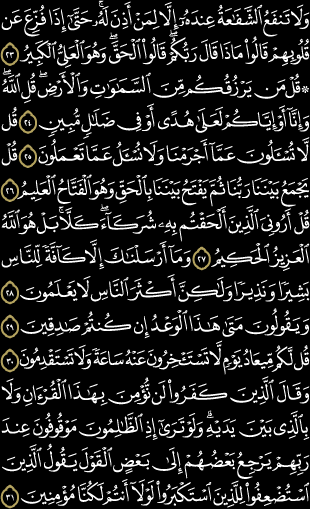 وَلَا تَنفَعُ ٱلشَّفَـٰعَةُ عِندَهُۥٓ إِلَّا لِمَنْ أَذِنَ لَهُۥ ۚ حَتَّىٰٓ إِذَا فُزِّعَ عَن
قُلُوبِهِمْ قَالُوا۟ مَاذَا قَالَ رَبُّكُمْ ۖ قَالُوا۟ ٱلْحَقَّ ۖ وَهُوَ ٱلْعَلِىُّ ٱلْكَبِيرُ ٢٣
۞ قُلْ مَن يَرْزُقُكُم مِّنَ ٱلسَّمَـٰوَٰتِ وَٱلْأَرْضِ ۖ قُلِ ٱللَّهُ ۖ
وَإِنَّآ أَوْ إِيَّاكُمْ لَعَلَىٰ هُدًى أَوْ فِى ضَلَـٰلٍ مُّبِينٍ ٢٤ قُل
لَّا تُسْـَٔلُونَ عَمَّآ أَجْرَمْنَا وَلَا نُسْـَٔلُ عَمَّا تَعْمَلُونَ ٢٥ قُلْ
يَجْمَعُ بَيْنَنَا رَبُّنَا ثُمَّ يَفْتَحُ بَيْنَنَا بِٱلْحَقِّ وَهُوَ ٱلْفَتَّاحُ ٱلْعَلِيمُ ٢٦
قُلْ أَرُونِىَ ٱلَّذِينَ أَلْحَقْتُم بِهِۦ شُرَكَآءَ ۖ كَلَّا ۚ بَلْ هُوَ ٱللَّهُ
ٱلْعَزِيزُ ٱلْحَكِيمُ ٢٧ وَمَآ أَرْسَلْنَـٰكَ إِلَّا كَآفَّةً لِّلنَّاسِ
بَشِيرًا وَنَذِيرًا وَلَـٰكِنَّ أَكْثَرَ ٱلنَّاسِ لَا يَعْلَمُونَ ٢٨
وَيَقُولُونَ مَتَىٰ هَـٰذَا ٱلْوَعْدُ إِن كُنتُمْ صَـٰدِقِينَ ٢٩
قُل لَّكُم مِّيعَادُ يَوْمٍ لَّا تَسْتَـْٔخِرُونَ عَنْهُ سَاعَةً وَلَا تَسْتَقْدِمُونَ ٣٠
وَقَالَ ٱلَّذِينَ كَفَرُوا۟ لَن نُّؤْمِنَ بِهَـٰذَا ٱلْقُرْءَانِ وَلَا
بِٱلَّذِى بَيْنَ يَدَيْهِ ۗ وَلَوْ تَرَىٰٓ إِذِ ٱلظَّـٰلِمُونَ مَوْقُوفُونَ عِندَ
رَبِّهِمْ يَرْجِعُ بَعْضُهُمْ إِلَىٰ بَعْضٍ ٱلْقَوْلَ يَقُولُ ٱلَّذِينَ
ٱسْتُضْعِفُوا۟ لِلَّذِينَ ٱسْتَكْبَرُوا۟ لَوْلَآ أَنتُمْ لَكُنَّا مُؤْمِنِينَ ٣١